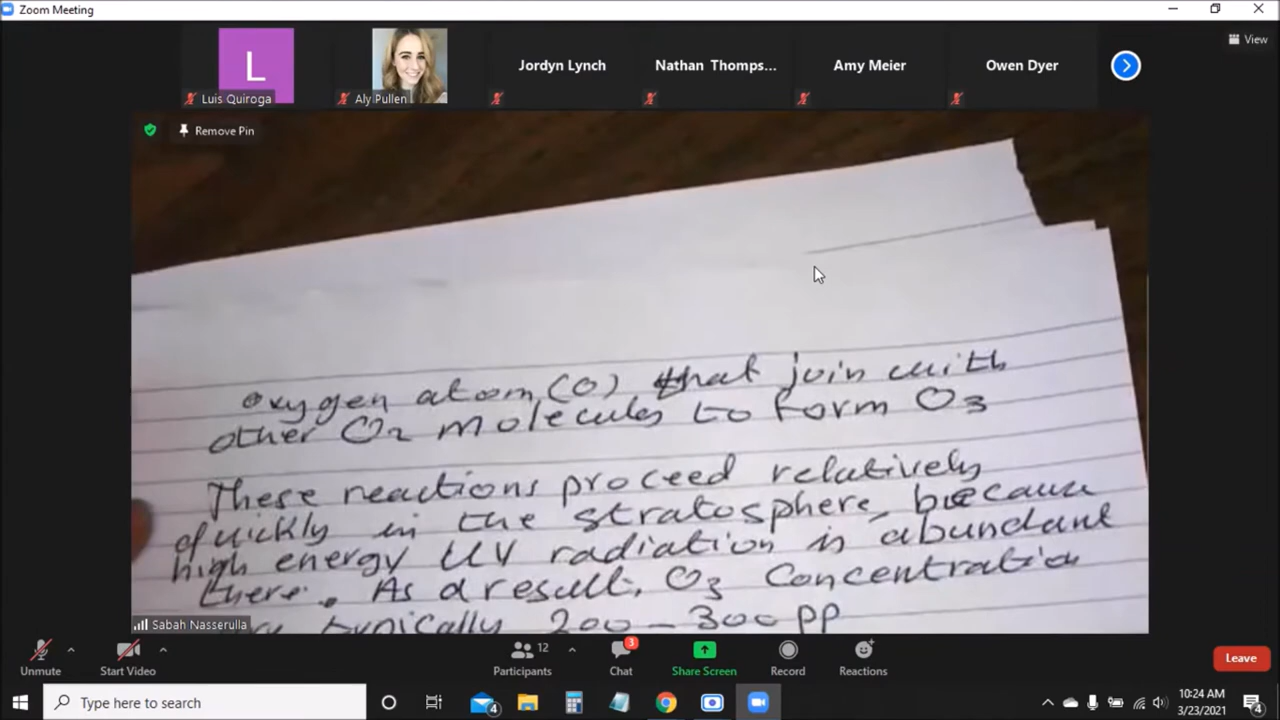 Zoom Meeting
View
L
Luis Quiroga
Aly Pullen
Jordyn Lynch
Nathan Thomps...
Amy Meier
Owen Dyer
Remove Pin
oxygen atom (O) that join with
other O2 molecules to form O3
These reactions proceed relatively
quickly in the stratosphere, because
high energy UV radiation is abundant
there. As a result, O3 Concentration
typically 200 - 300 pp
Sabah Nasserulla
Unmute
Start Video
Participants
12
Chat
3
Share Screen
Record
Reactions
Leave
Type here to search
4
10:24 AM
3/23/2021
4